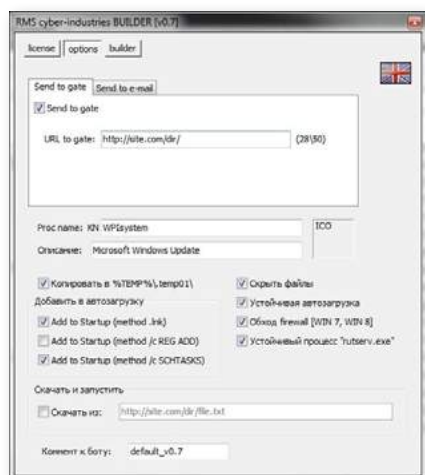 RMS cyber-industries BUILDER [v0.7]
license options builder
Send to gate Send to e-mail
Send to gate
URL to gate: http://site.com/dir/ (28\50)
Proc name: KN WPIsystem ICO
Описание: Microsoft Windows Update
Копировать в %TEMP%\.temp01\ Скрыть файлы
Добавить в автозагрузку Устойчивая автозагрузка
Add to Startup (method .lnk) Обход firewall [WIN 7, WIN 8]
Add to Startup (method /c REG ADD) Устойчивый процесс "rutserv.exe"
Add to Startup (method /c SCHTASKS)
Скачать и запустить
Скачать из: http://site.com/dir/file.txt
Коммент к боту: default_v0.7